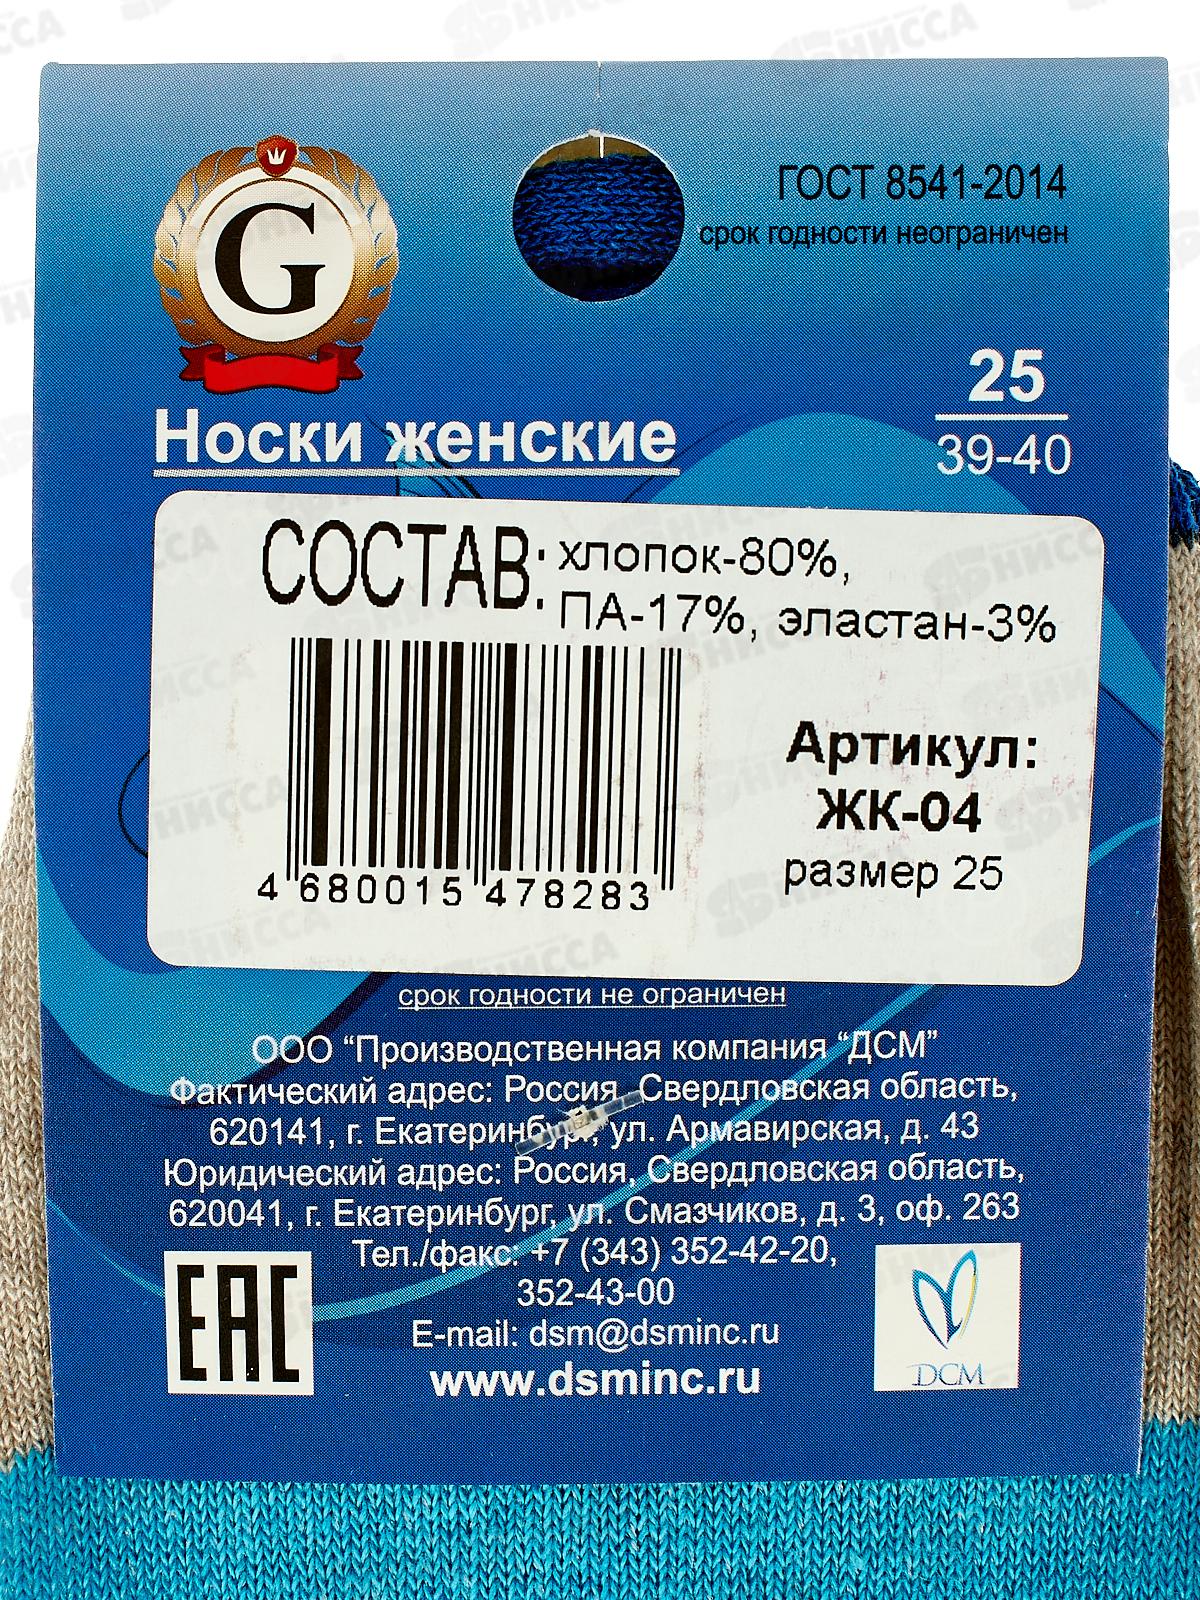 G
ГОСТ 8541-2014
срок годности неограничен
25
39-40
Носки женские
СОСТАВ: хлопок-80%,
ПА-17%, эластан-3%
Артикул:
ЖК-04
размер 25
4 680015 478283
срок годности не ограничен
ООО “Производственная компания “ДСМ”
Фактический адрес: Россия, Свердловская область,
620141, г. Екатеринбург, ул. Армавирская, д. 43
Юридический адрес: Россия, Свердловская область,
620041, г. Екатеринбург, ул. Смазчиков, д. 3, оф. 263
Тел./факс: +7 (343) 352-42-20,
352-43-00
E-mail: dsm@dsminc.ru
www.dsminc.ru
EAC
DCM
ЯБНИССА